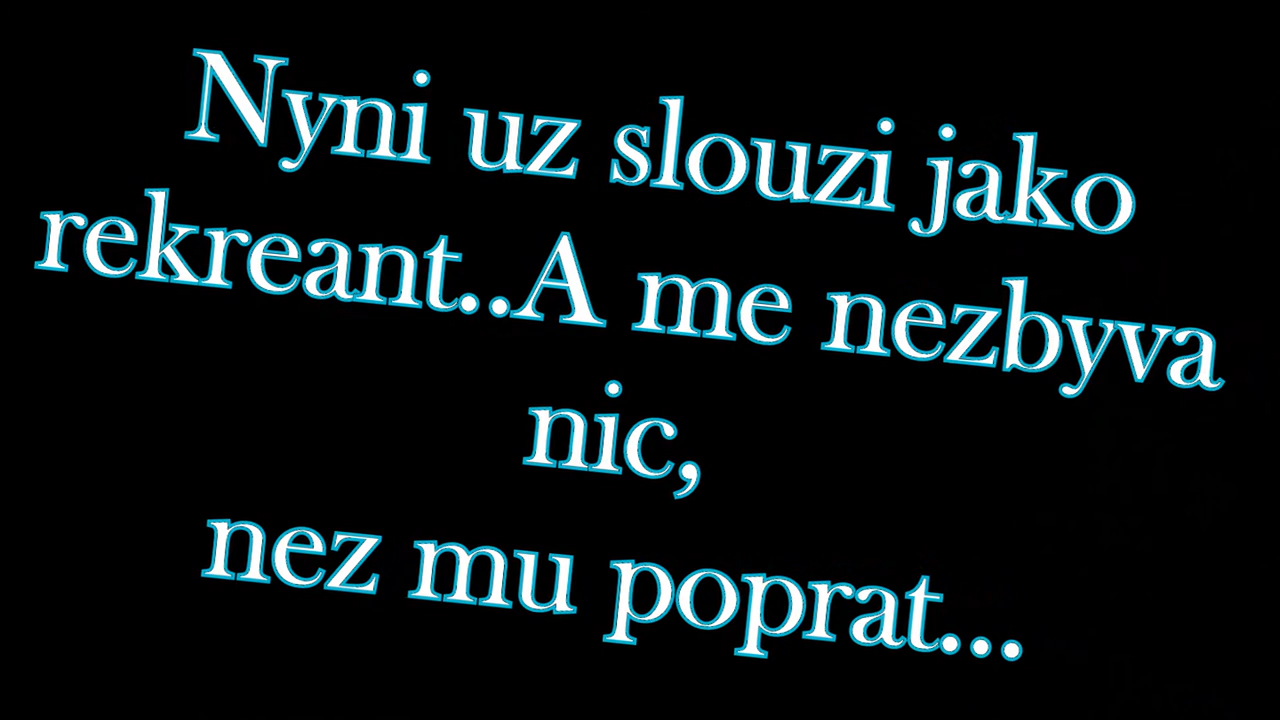 Nyni uz slouzi jako
rekreant..A me nezbyva
nic,
nez mu poprat...